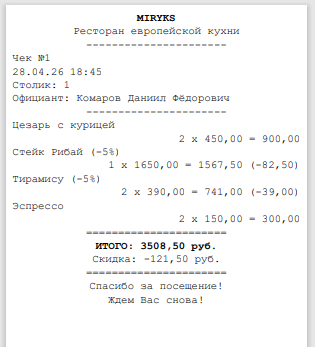 MIRYKS
Ресторан европейской кухни
----------------------
Чек №1
28.04.26 18:45
Столик: 1
Официант: Комаров Даниил Фёдорович
----------------------
Цезарь с курицей
2 x 450,00 = 900,00
Стейк Рибай (-5%)
1 x 1650,00 = 1567,50 (-82,50)
Тирамису (-5%)
2 x 390,00 = 741,00 (-39,00)
Эспрессо
2 x 150,00 = 300,00
======================
ИТОГО: 3508,50 руб.
Скидка: -121,50 руб.
======================
Спасибо за посещение!
Ждем Вас снова!